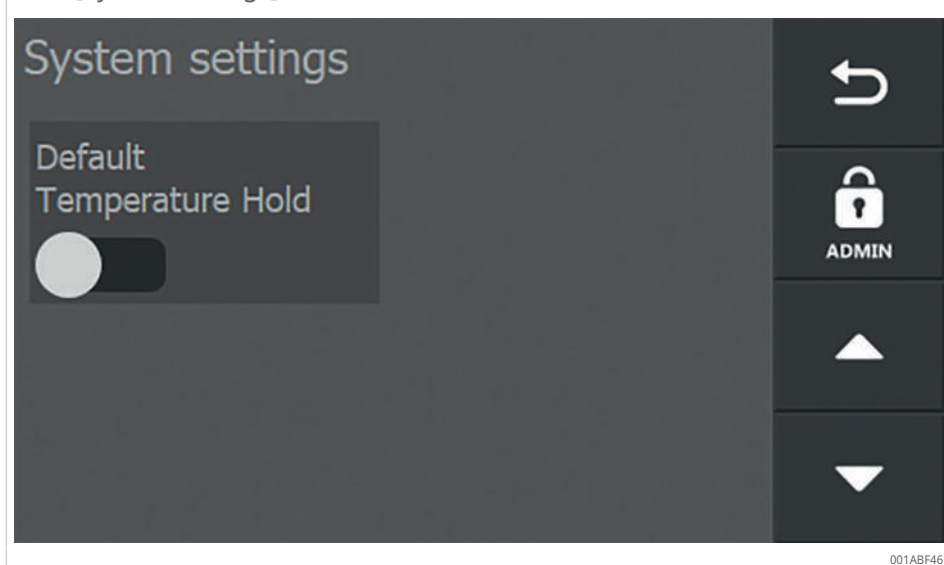 System settings
Default
Temperature Hold
ADMIN
001ABF46